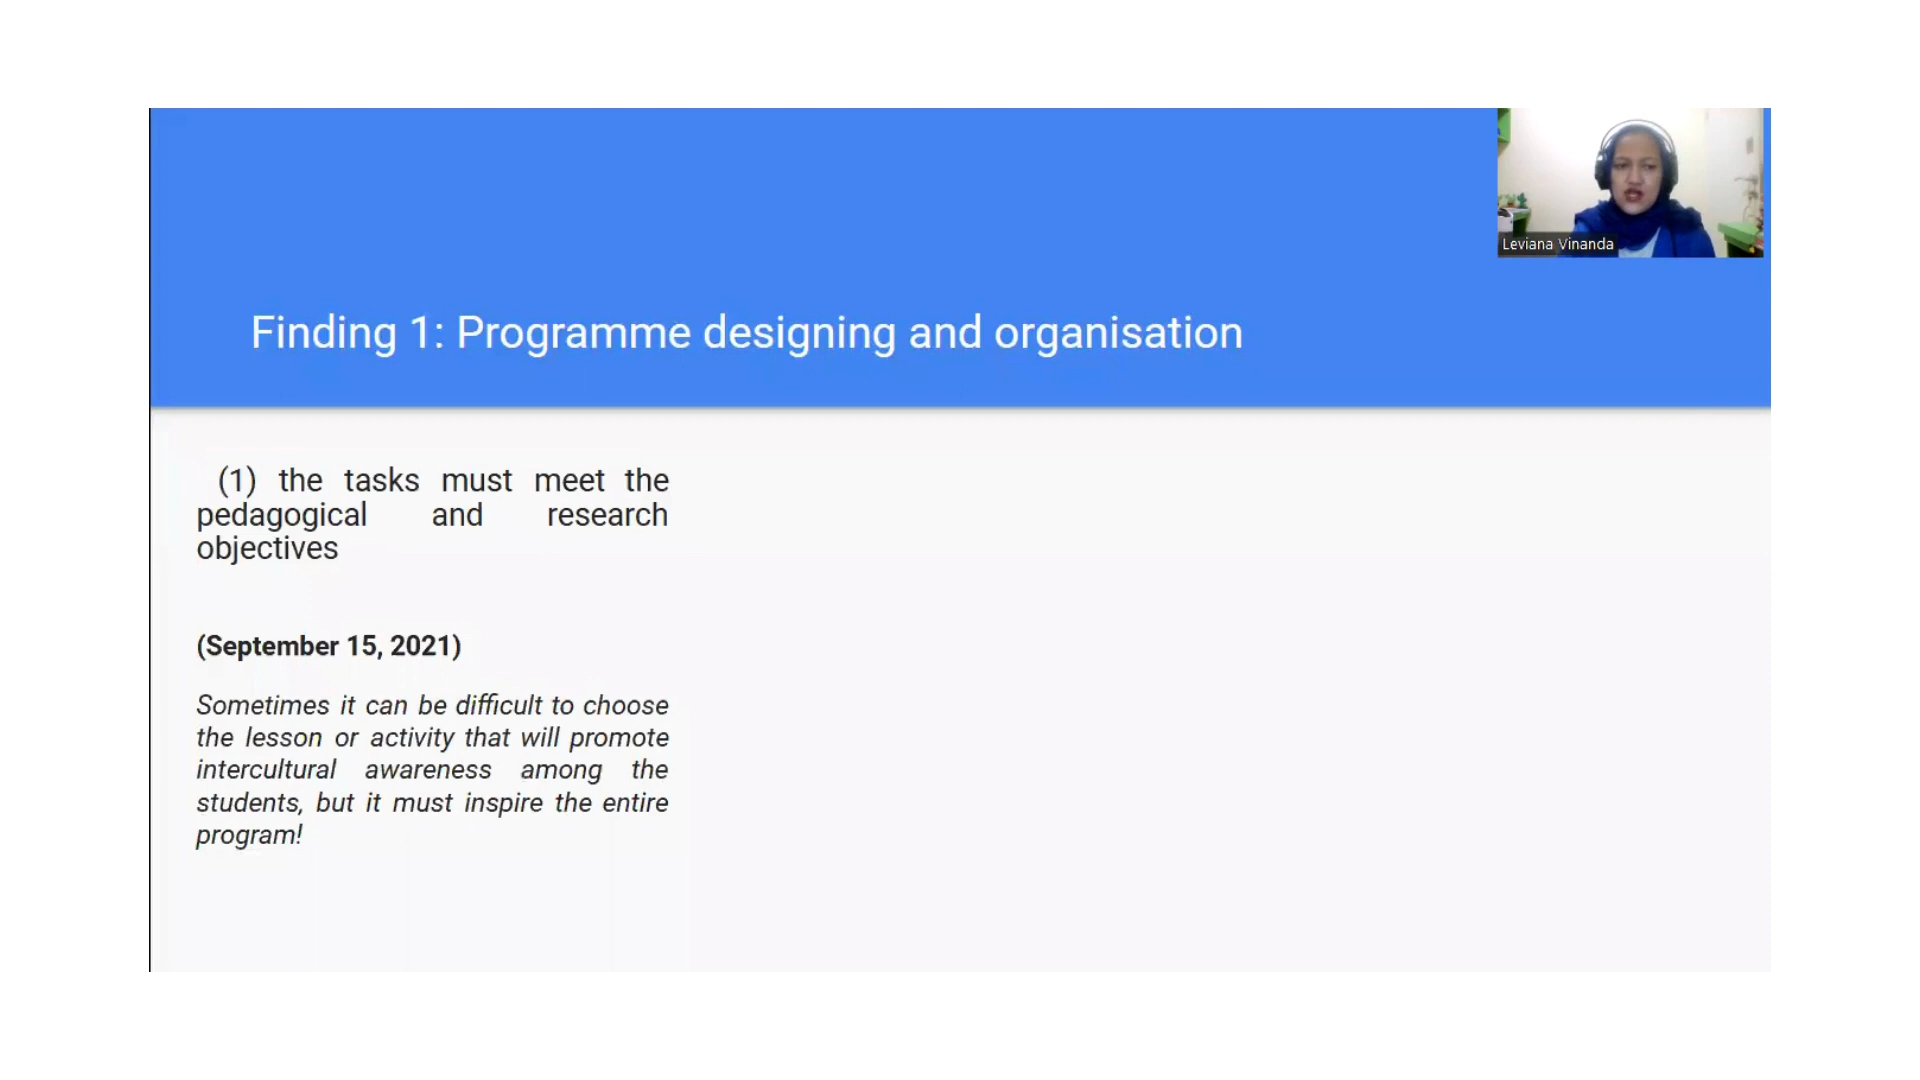 Leviana Vinanda
Finding 1: Programme designing and organisation
(1) the tasks must meet the
pedagogical and research
objectives
(September 15, 2021)
Sometimes it can be difficult to choose
the lesson or activity that will promote
intercultural awareness among the
students, but it must inspire the entire
program!